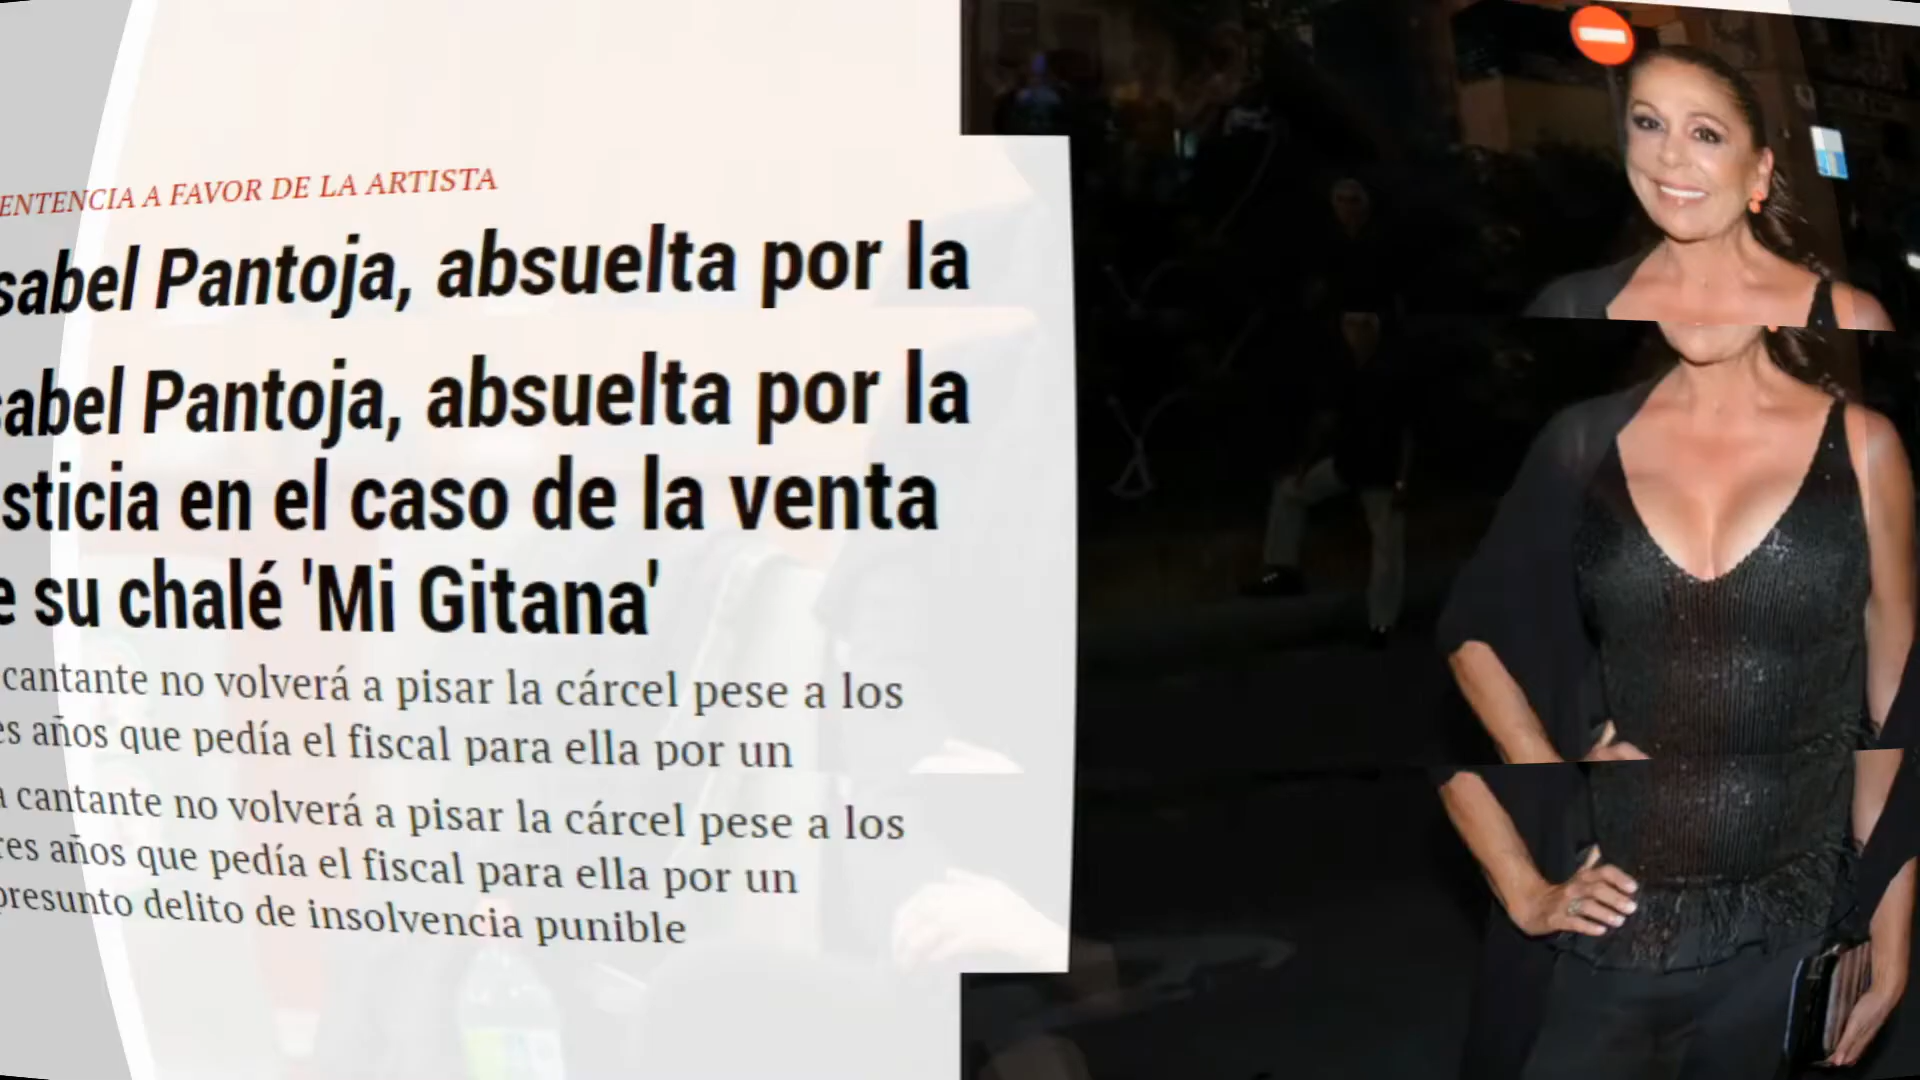 ENTENCIA A FAVOR DE LA ARTISTA
sabel Pantoja, absuelta por la
sabel Pantoja, absuelta por la
sticia en el caso de la venta
e su chalé 'Mi Gitana'
cantante no volverá a pisar la cárcel pese a los
es años que pedía el fiscal para ella por un
a cantante no volverá a pisar la cárcel pese a los
res años que pedía el fiscal para ella por un
presunto delito de insolvencia punible